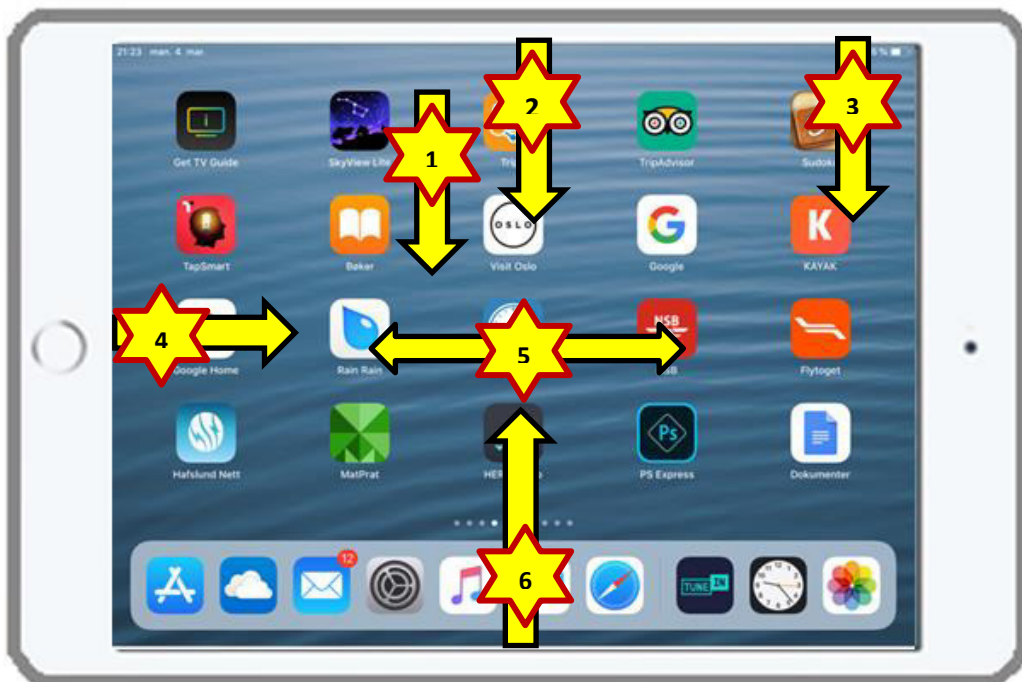 21:23 man. 4. mar.
%
Get TV Guide
SkyView Lite
Trip
TripAdvisor
Sudoku
1
2
3
TapSmart
Bøker
OSLO
Visit Oslo
Google
K
KAYAK
4
Google Home
Rain Rain
5
NSB
Flytoget
Hafslund Nett
MatPrat
HER
Ps
PS Express
Dokumenter
12
6
TUNE IN